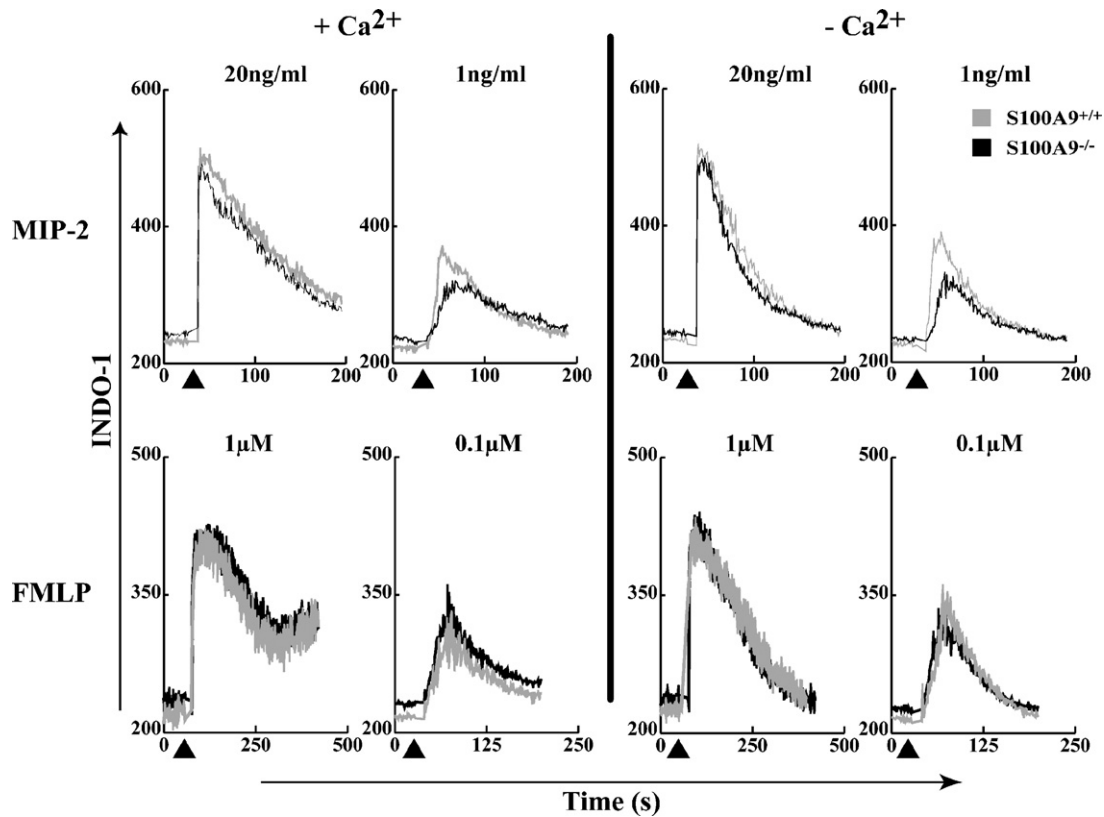 + Ca2+
- Ca2+
20ng/ml
1ng/ml
20ng/ml
1ng/ml
600
400
200
0 100 200
600
400
200
0 100 200
600
400
200
0 100 200
600
400
200
0 100 200
S100A9+/+
S100A9-/-
MIP-2
INDO-1
1μM
0.1μM
1μM
0.1μM
500
350
200
0 250 500
500
350
200
0 125 250
500
350
200
0 250 500
500
350
200
0 125 250
FMLP
Time (s)